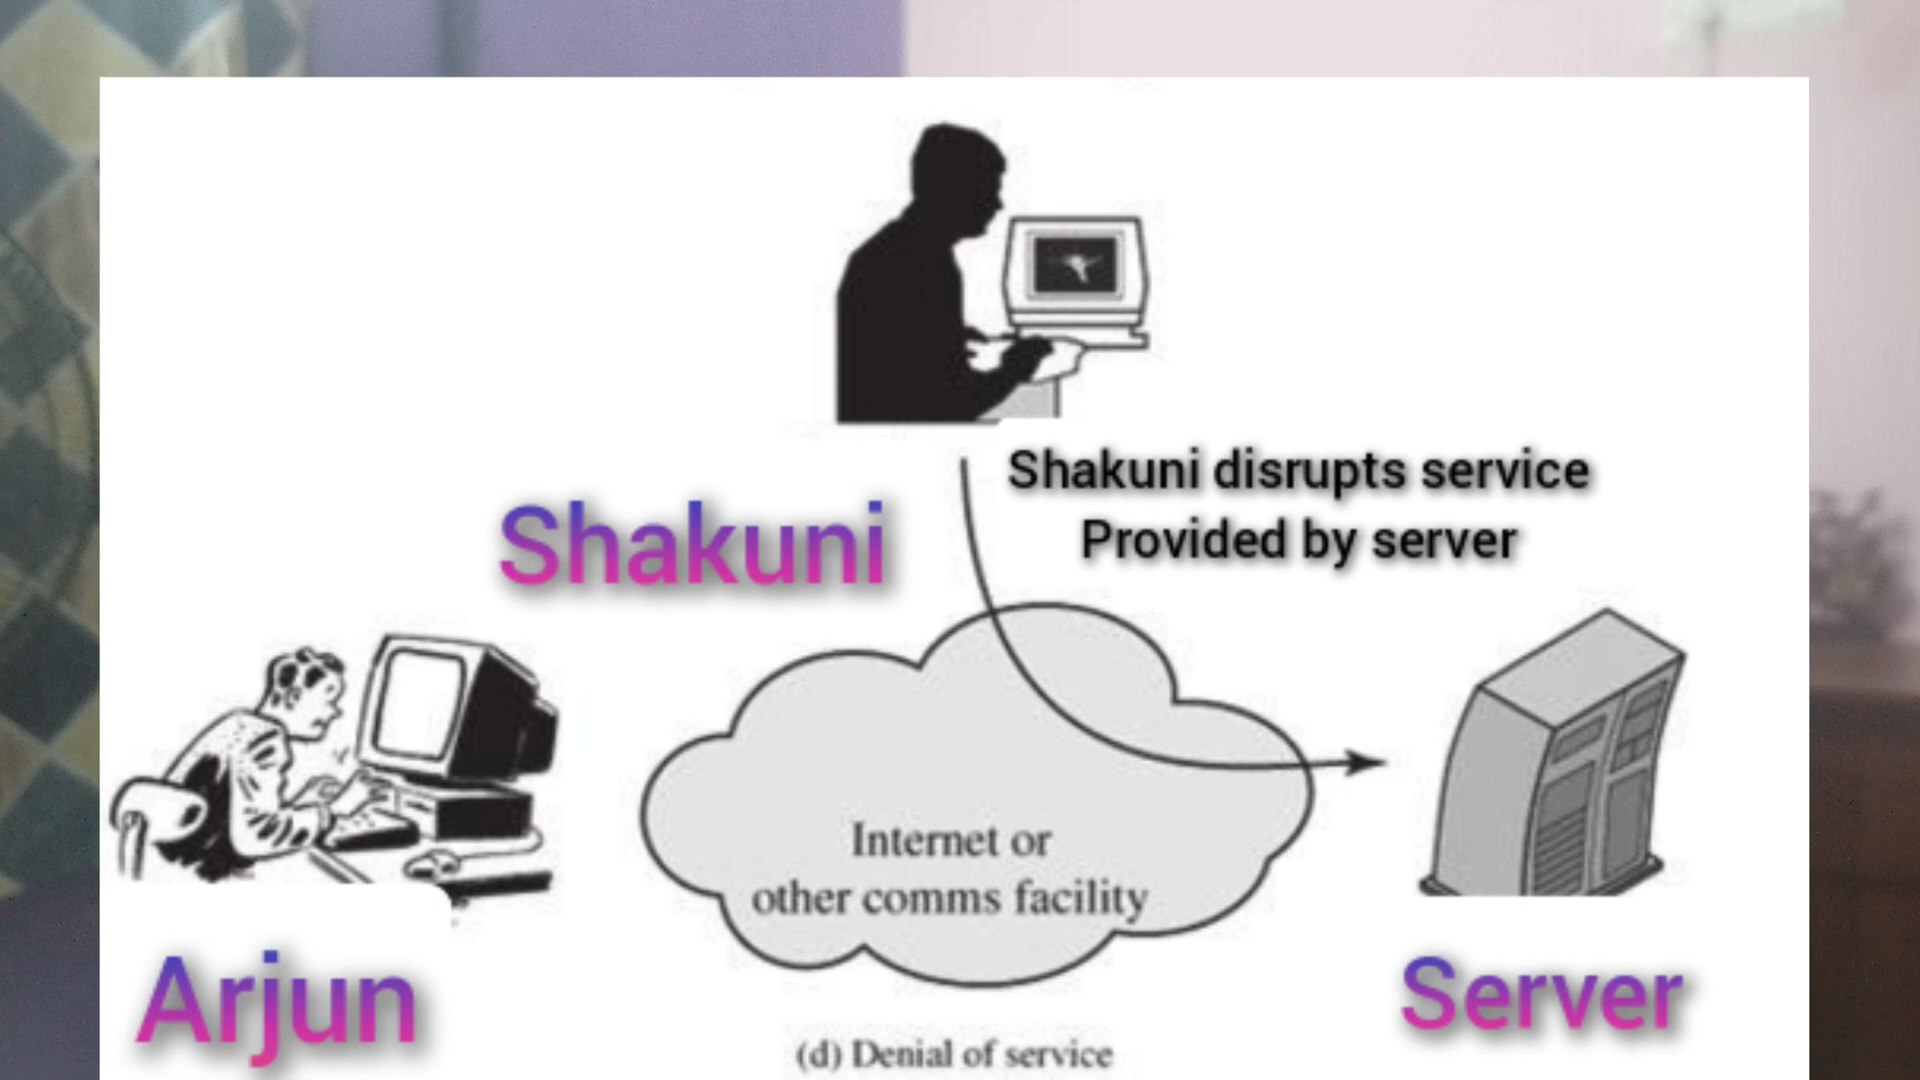 Shakuni disrupts service
Provided by server
Shakuni
Internet or
other comms facility
Arjun
Server
(d) Denial of service